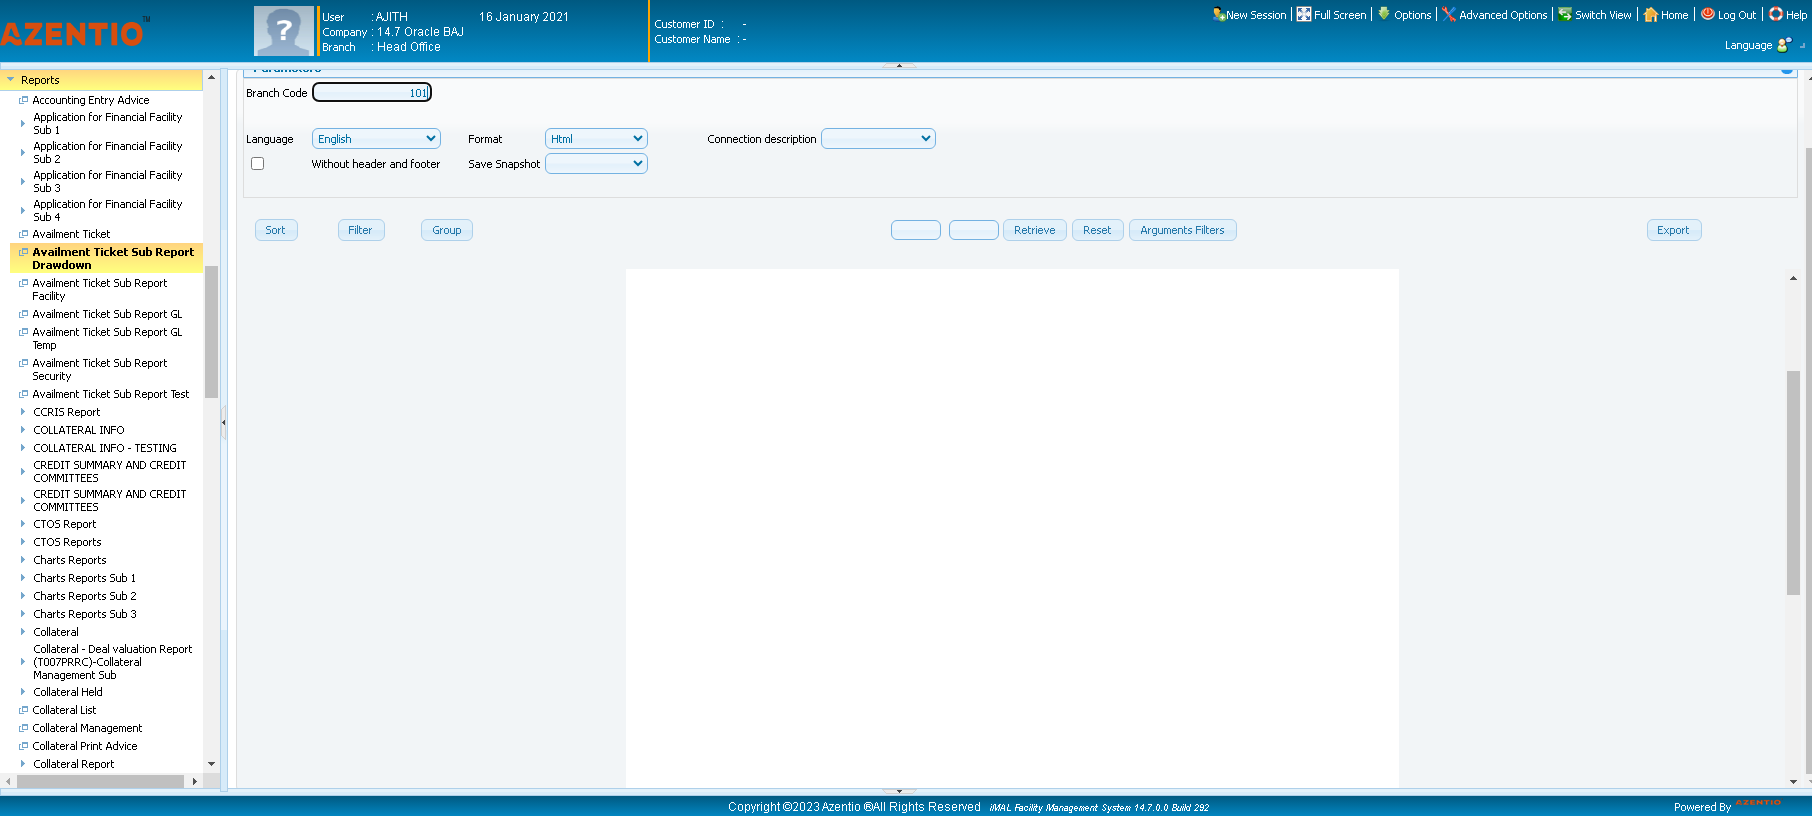 AZENTIO™
User : AJITH 16 January 2021
Company : 14.7 Oracle BAJ
Branch : Head Office
Customer ID : -
Customer Name : -
New Session Full Screen Options Advanced Options Switch View Home Log Out Help
Language
Reports
Accounting Entry Advice
Application for Financial Facility
Sub 1
Application for Financial Facility
Sub 2
Application for Financial Facility
Sub 3
Application for Financial Facility
Sub 4
Availment Ticket
Availment Ticket Sub Report
Drawdown
Availment Ticket Sub Report
Facility
Availment Ticket Sub Report GL
Availment Ticket Sub Report GL
Temp
Availment Ticket Sub Report
Security
Availment Ticket Sub Report Test
CCRIS Report
COLLATERAL INFO
COLLATERAL INFO - TESTING
CREDIT SUMMARY AND CREDIT
COMMITTEES
CREDIT SUMMARY AND CREDIT
COMMITTEES
CTOS Report
CTOS Reports
Charts Reports
Charts Reports Sub 1
Charts Reports Sub 2
Charts Reports Sub 3
Collateral
Collateral - Deal valuation Report
(T007PRRC)-Collateral
Management Sub
Collateral Held
Collateral List
Collateral Management
Collateral Print Advice
Collateral Report
Parameters
Branch Code 101
Language English Format Html Connection description
Without header and footer Save Snapshot
Sort Filter Group Retrieve Reset Arguments Filters Export
Copyright ©2023 Azentio ®All Rights Reserved iMAL Facility Management System 14.7.0.0 Build 292
Powered By AZENTIO